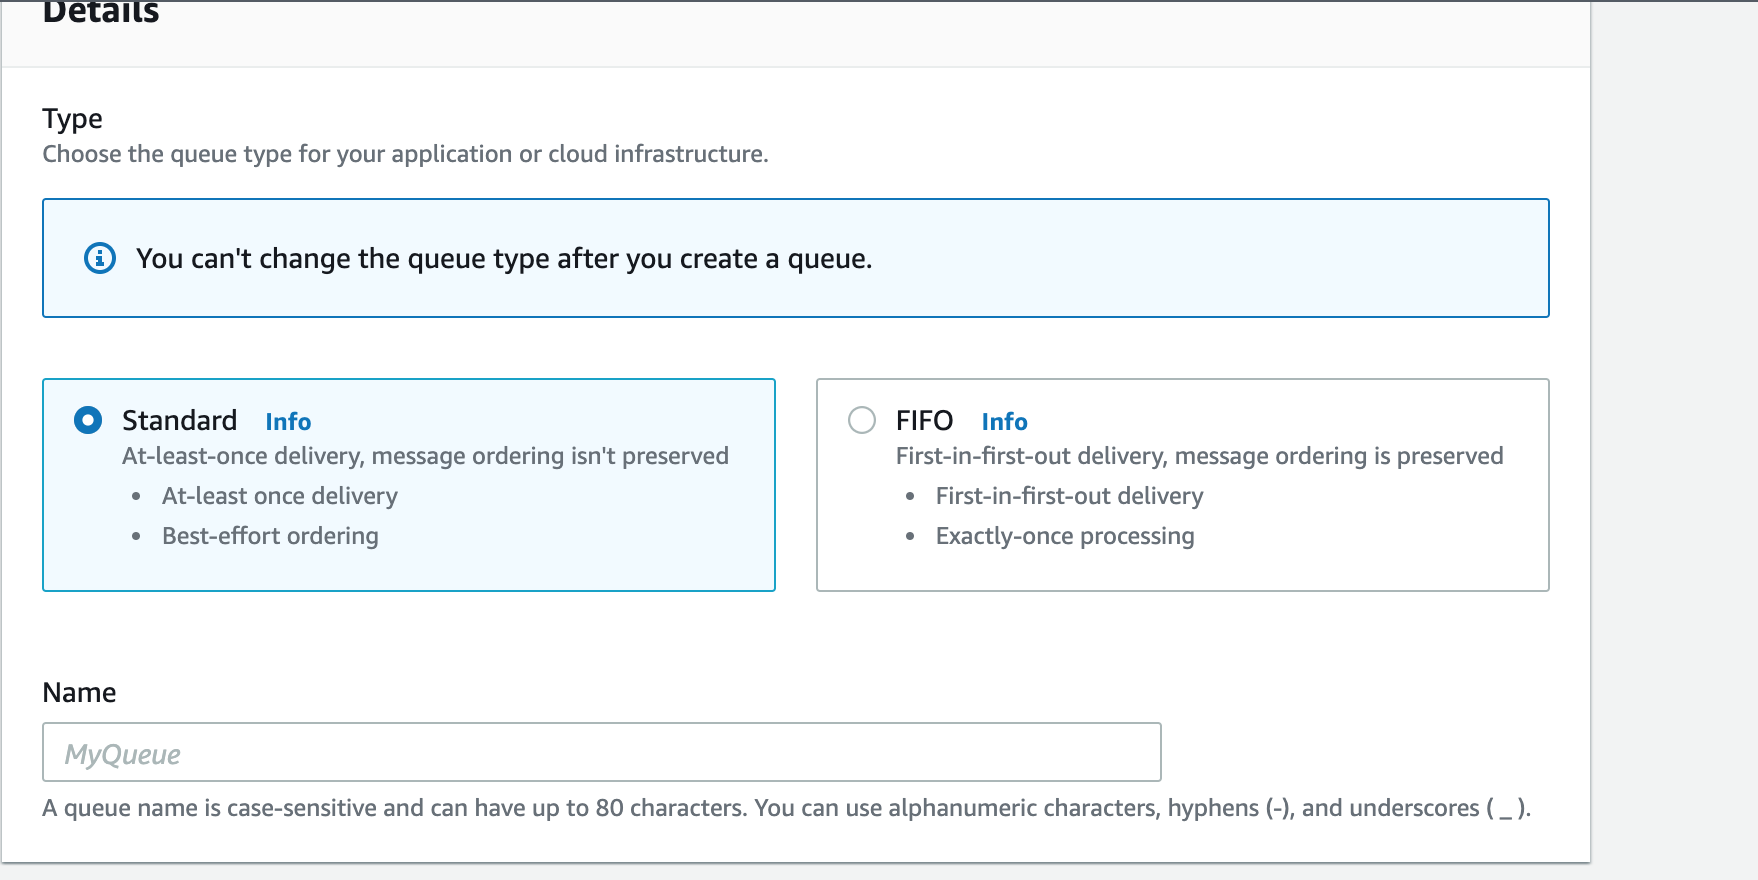 Details
Type
Choose the queue type for your application or cloud infrastructure.
You can't change the queue type after you create a queue.
Standard Info
At-least-once delivery, message ordering isn't preserved
• At-least once delivery
• Best-effort ordering
FIFO Info
First-in-first-out delivery, message ordering is preserved
• First-in-first-out delivery
• Exactly-once processing
Name
MyQueue
A queue name is case-sensitive and can have up to 80 characters. You can use alphanumeric characters, hyphens (-), and underscores ( _ ).